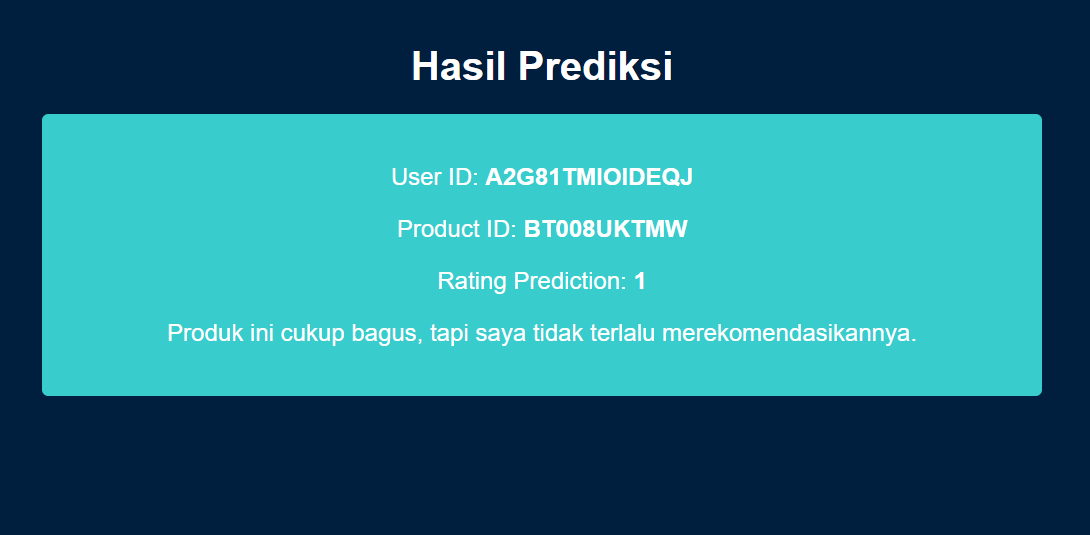 Hasil Prediksi
User ID: A2G81TMIOIDEQJ
Product ID: BT008UKTMW
Rating Prediction: 1
Produk ini cukup bagus, tapi saya tidak terlalu merekomendasikannya.